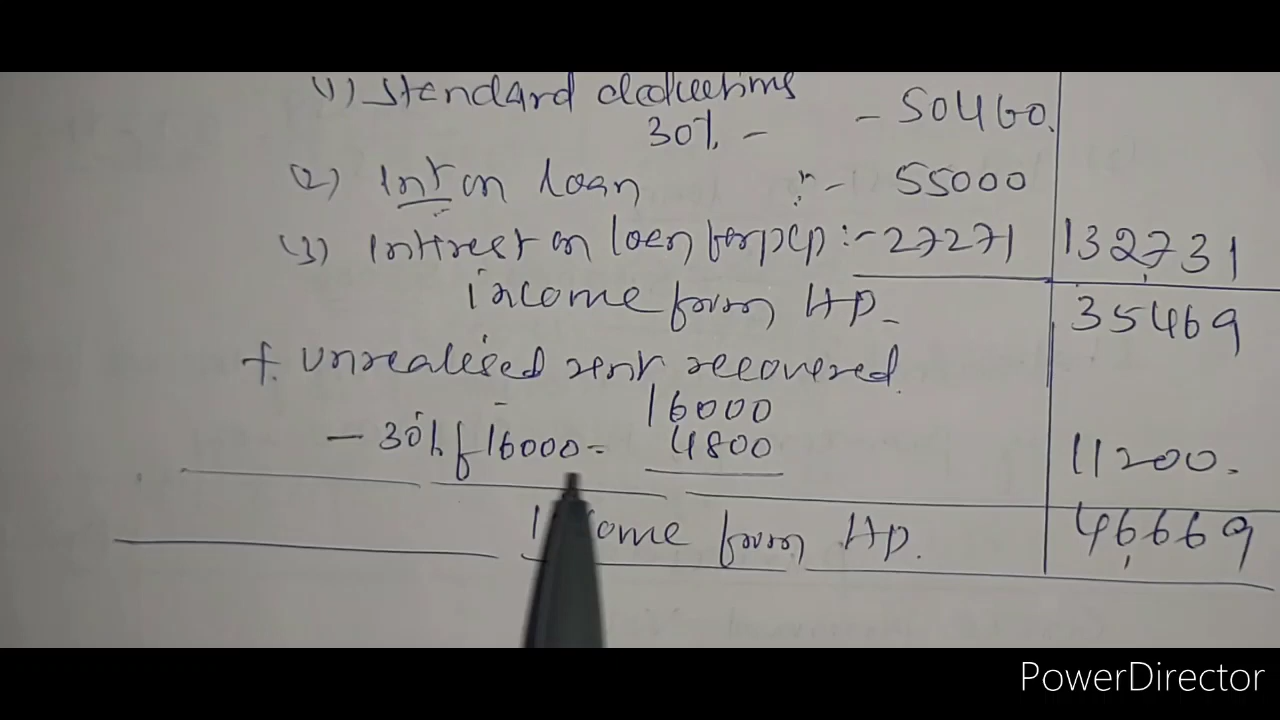 (1) Standard deductions
30% - - 50460.
(2) Int on loan :- 55000
(3) Interest on loan for pcp :- 27271 132731
income from HP - 35469
+ unrealised rent recovered.
16000
- 30% of 16000 = 4800 11200.
Income from HP. 46669
PowerDirector